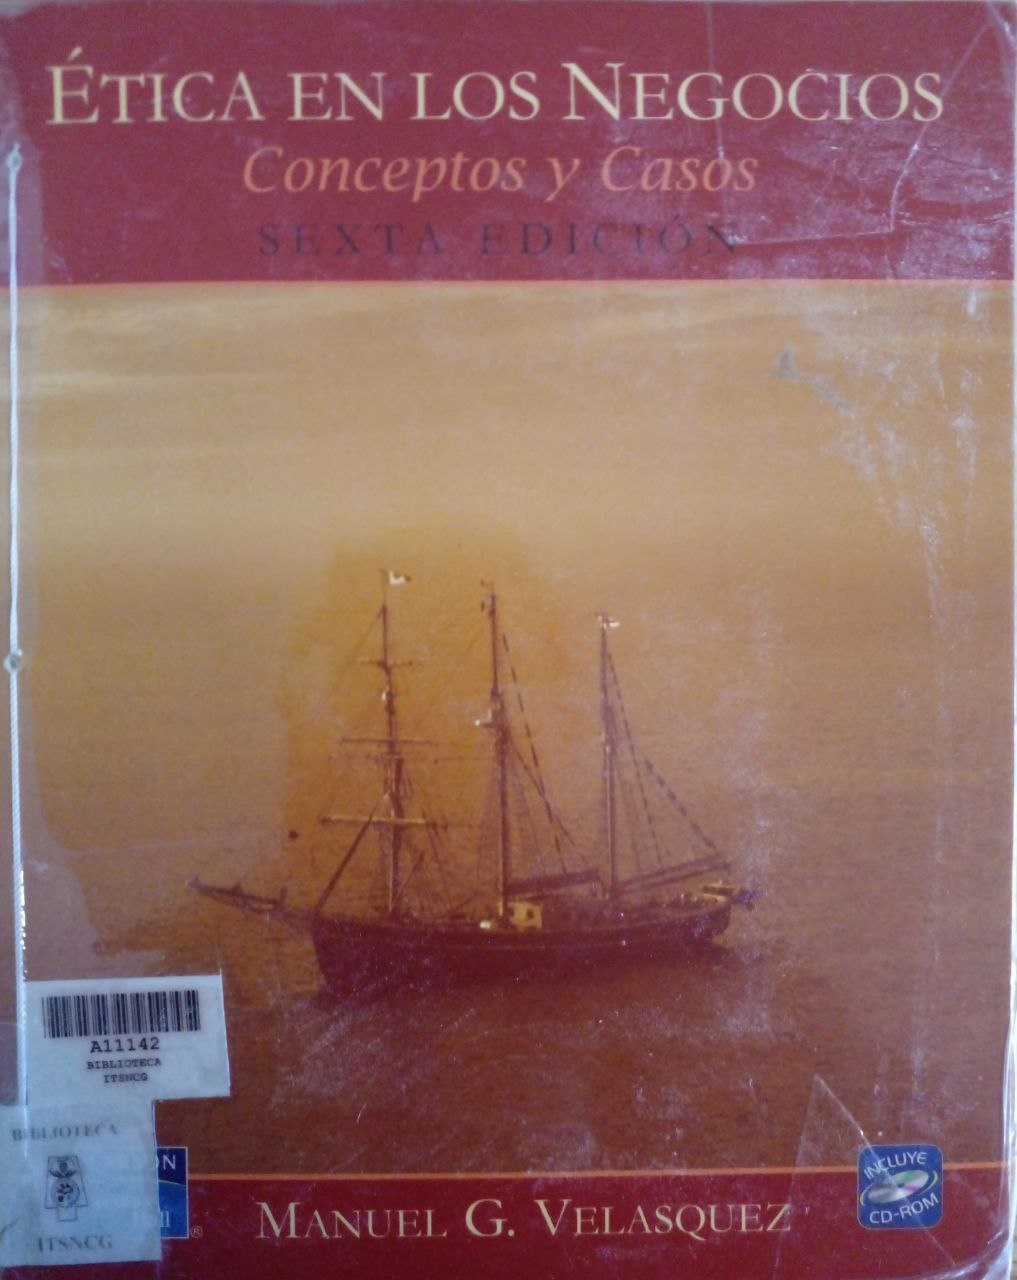 ÉTICA EN LOS NEGOCIOS
Conceptos y Casos
SEXTA EDICIÓN
A11142
BIBLIOTECA
ITSNCG
BIBLIOTECA
ITSNCG
®
MANUEL G. VELASQUEZ
INCLUYE
CD-ROM